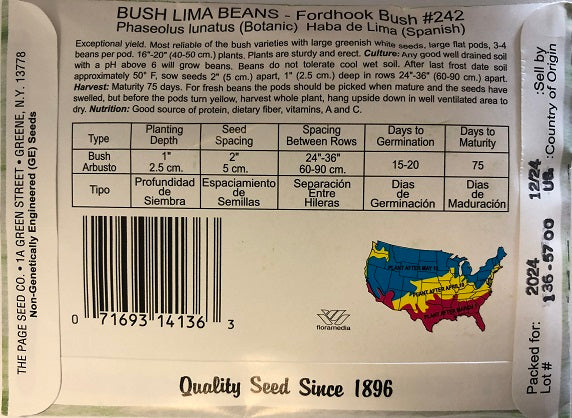 BUSH LIMA BEANS - Fordhook Bush #242
Phaseolus lunatus (Botanic) Haba de Lima (Spanish)
Exceptional yield. Most reliable of the bush varieties with large greenish white seeds, large flat pods, 3-4
beans per pod. 16"-20" (40-50 cm.) plants. Plants are sturdy and erect. Culture: Any good well drained soil
with a pH above 6 will grow beans. Beans do not tolerate cool wet soil. After last frost date soil
approximately 50° F, sow seeds 2" (5 cm.) apart, 1" (2.5 cm.) deep in rows 24"-36" (60-90 cm.) apart.
Harvest: Maturity 75 days. For fresh beans the pods should be picked when mature and the seeds have
swelled, but before the pods turn yellow, harvest whole plant, hang upside down in well ventilated area to
dry. Nutrition: Good source of protein, dietary fiber, vitamins, A and C.
Type Planting Depth Seed Spacing Spacing Between Rows Days to Germination Days to Maturity
Bush Arbusto 1" 2.5 cm. 2" 5 cm. 24"-36" 60-90 cm. 15-20 75
Tipo Profundidad de Siembra Espaciamiento de Semillas Separación Entre Hileras Dias de Germinación Dias de Maduración
0 71693 14136 3
floramedia
PLANT AFTER MAY 15
PLANT AFTER APRIL 15
PLANT AFTER MARCH
Quality Seed Since 1896
THE PAGE SEED CO. • 1A GREEN STREET • GREENE, N.Y. 13778
Non-Genetically Engineered (GE) Seeds
Packed for: 2024 12/24 :Sell by
Lot # 136-5700 US :Country of Origin